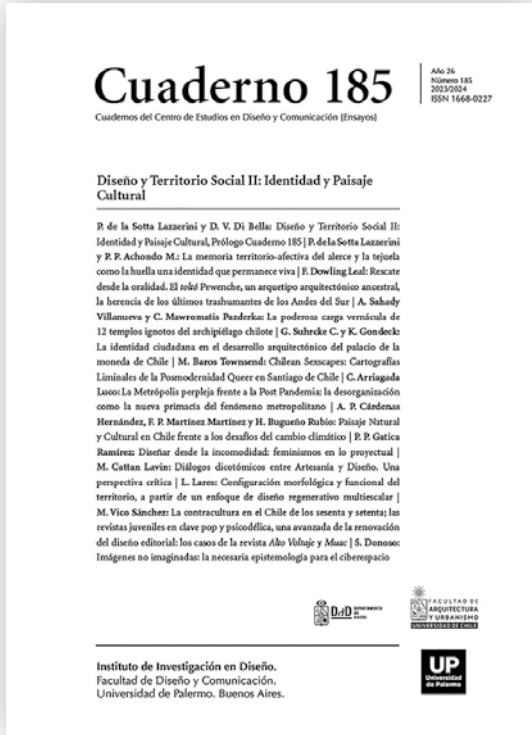 Cuaderno 185
Cuadernos del Centro de Estudios en Diseño y Comunicación [Ensayos]
Año 26
Número 185
2023/2024
ISSN 1668-0227
Diseño y Territorio Social II: Identidad y Paisaje
Cultural
P. de la Sotta Lazzerini y D. V. Di Bella: Diseño y Territorio Social II:
Identidad y Paisaje Cultural, Prólogo Cuaderno 185 | P. de la Sotta Lazzerini
y P. P. Achondo M.: La memoria territorio-afectiva del alerce y la tejuela
como la huella una identidad que permanece viva | F. Dowling Leal: Rescate
desde la oralidad. El toltó Pewenche, un arquetipo arquitectónico ancestral,
la herencia de los últimos trashumantes de los Andes del Sur | A. Sahady
Villanueva y C. Mawromatis Pazderka: La poderosa carga vernácula de
12 templos ignotos del archipiélago chilote | G. Suhrcke C. y K. Gondeck:
La identidad ciudadana en el desarrollo arquitectónico del palacio de la
moneda de Chile | M. Baros Townsend: Chilean Sexscapes: Cartografías
Liminales de la Posmodernidad Queer en Santiago de Chile | C. Arriagada
Luco: La Metrópolis perpleja frente a la Post Pandemia: la desorganización
como la nueva primacía del fenómeno metropolitano | A. P. Cárdenas
Hernández, F. P. Martínez Martínez y H. Bugueño Rubio: Paisaje Natural
y Cultural en Chile frente a los desafíos del cambio climático | P. P. Gatica
Ramírez: Diseñar desde la incomodidad: feminismos en lo proyectual |
M. Cattan Lavin: Diálogos dicotómicos entre Artesanía y Diseño. Una
perspectiva crítica | L. Lares: Configuración morfológica y funcional del
territorio, a partir de un enfoque de diseño regenerativo multiescalar |
M. Vico Sánchez: La contracultura en el Chile de los sesenta y setenta; las
revistas juveniles en clave pop y psicodélica, una avanzada de la renovación
del diseño editorial: los casos de la revista Alto Voltaje y Muac | S. Donoso:
Imágenes no imaginadas: la necesaria epistemología para el ciberespacio
DAD DEPARTAMENTO
DE
DISEÑO
FACULTAD DE
ARQUITECTURA
Y URBANISMO
UNIVERSIDAD DE CHILE
Instituto de Investigación en Diseño.
Facultad de Diseño y Comunicación.
Universidad de Palermo. Buenos Aires.
UP
Universidad
de Palermo